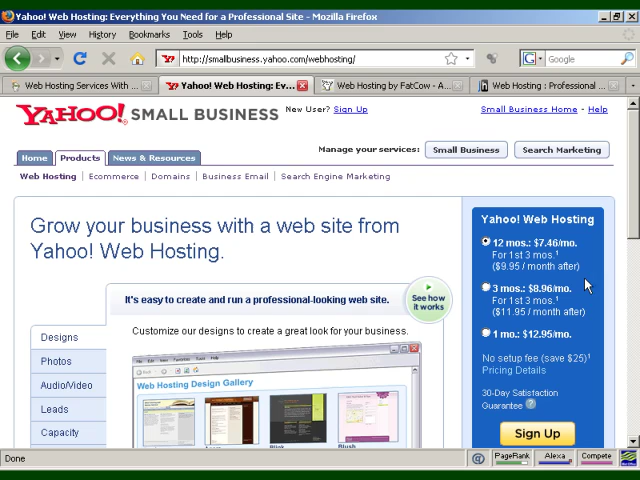 Yahoo! Web Hosting: Everything You Need for a Professional Site - Mozilla Firefox
File Edit View History Bookmarks Tools Help
http://smallbusiness.yahoo.com/webhosting/
Google
Web Hosting Services With ...
Yahoo! Web Hosting: Ev...
Web Hosting by FatCow - A...
Web Hosting : Professional ...
YAHOO! SMALL BUSINESS
New User? Sign Up
Small Business Home - Help
Manage your services: Small Business Search Marketing
Home Products News & Resources
Web Hosting | Ecommerce | Domains | Business Email | Search Engine Marketing
Grow your business with a web site from
Yahoo! Web Hosting.
It's easy to create and run a professional-looking web site.
See how
it works
Customize our designs to create a great look for your business.
Designs
Photos
Audio/Video
Leads
Capacity
Web Hosting Design Gallery
Blink
Blush
Yahoo! Web Hosting
12 mos.: $7.46/mo.
For 1st 3 mos.¹
($9.95 / month after)
3 mos.: $8.96/mo.
For 1st 3 mos.¹
($11.95 / month after)
1 mo.: $12.95/mo.
No setup fee (save $25)¹
Pricing Details
30-Day Satisfaction
Guarantee ?
Sign Up
Done
PageRank Alexa Compete